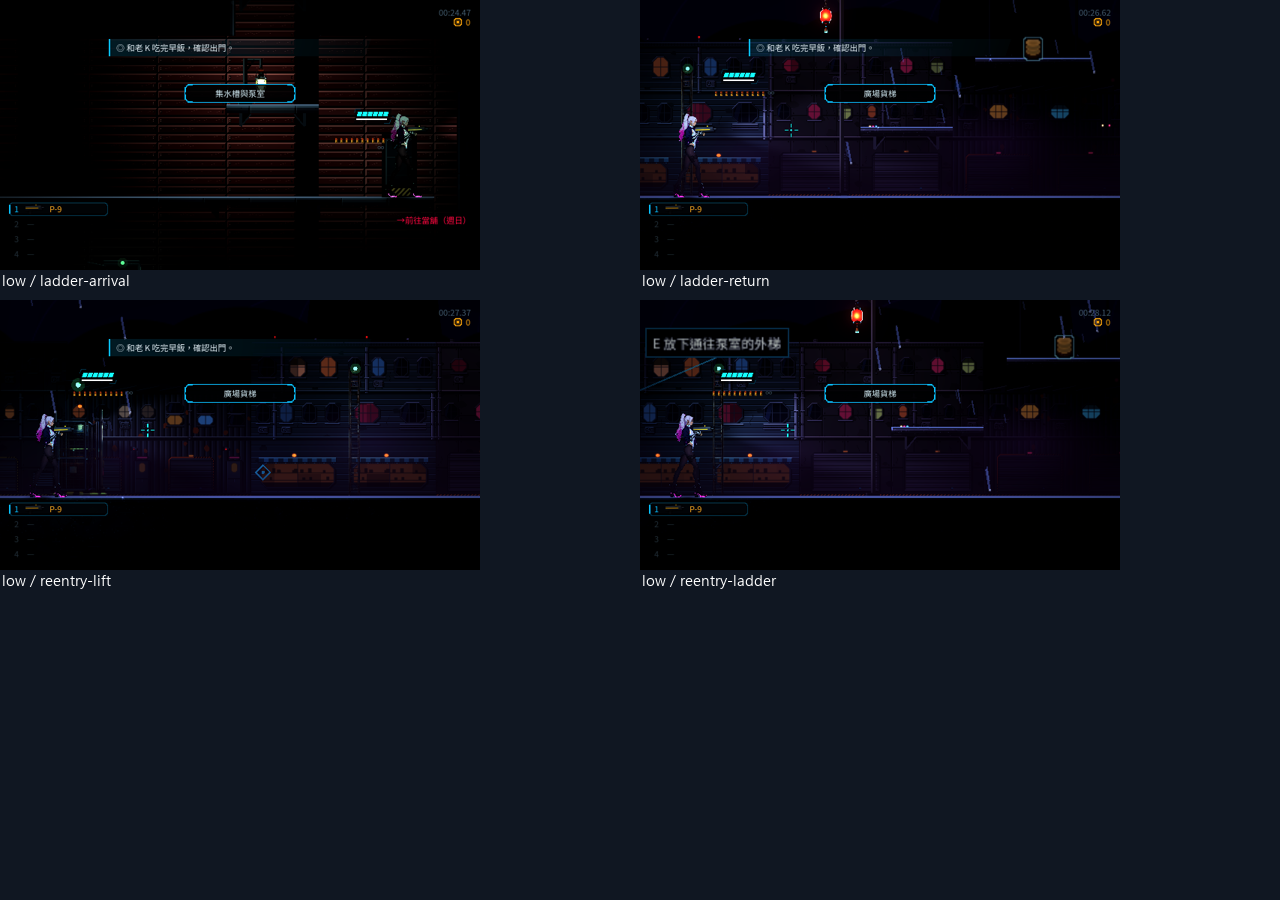 00:24.47
0
◎ 和老 K 吃完早飯，確認出門。
集水槽與泵室
→前往當鋪（週日）
1 P-9
2 —
3 —
4 —
low / ladder-arrival
00:26.62
0
◎ 和老 K 吃完早飯，確認出門。
廣場貨梯
1 P-9
2 —
3 —
4 —
low / ladder-return
00:27.37
0
◎ 和老 K 吃完早飯，確認出門。
廣場貨梯
1 P-9
2 —
3 —
4 —
low / reentry-lift
00:28.12
0
E 放下通往泵室的外梯
廣場貨梯
1 P-9
2 —
3 —
4 —
low / reentry-ladder